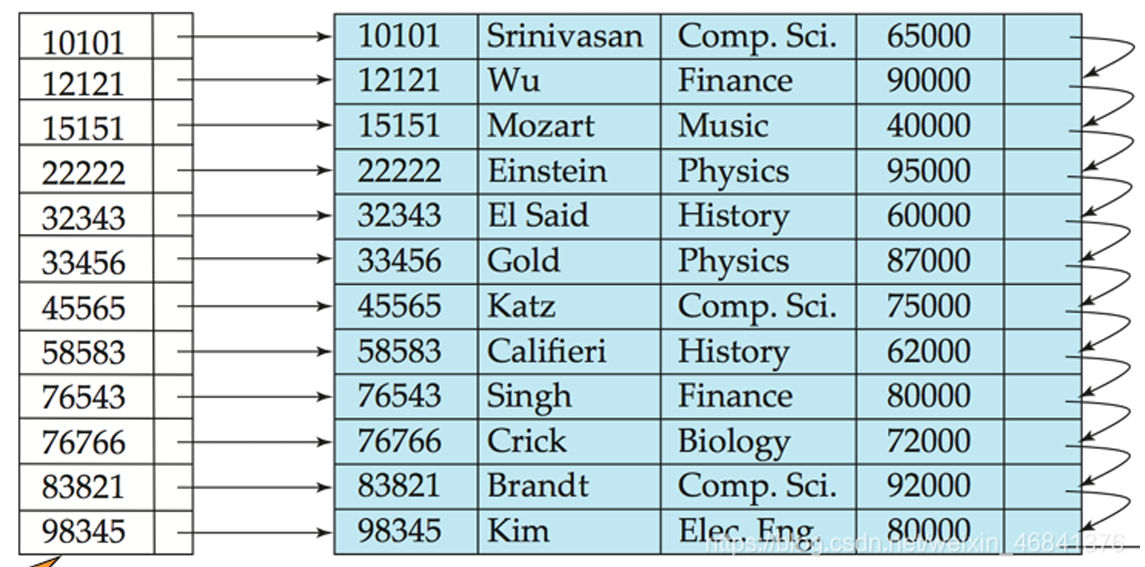 10101 10101 Srinivasan Comp. Sci. 65000
12121 12121 Wu Finance 90000
15151 15151 Mozart Music 40000
22222 22222 Einstein Physics 95000
32343 32343 El Said History 60000
33456 33456 Gold Physics 87000
45565 45565 Katz Comp. Sci. 75000
58583 58583 Califieri History 62000
76543 76543 Singh Finance 80000
76766 76766 Crick Biology 72000
83821 83821 Brandt Comp. Sci. 92000
98345 98345 Kim Elec. Eng. 80000
https://blog.csdn.net/weixin_46841376